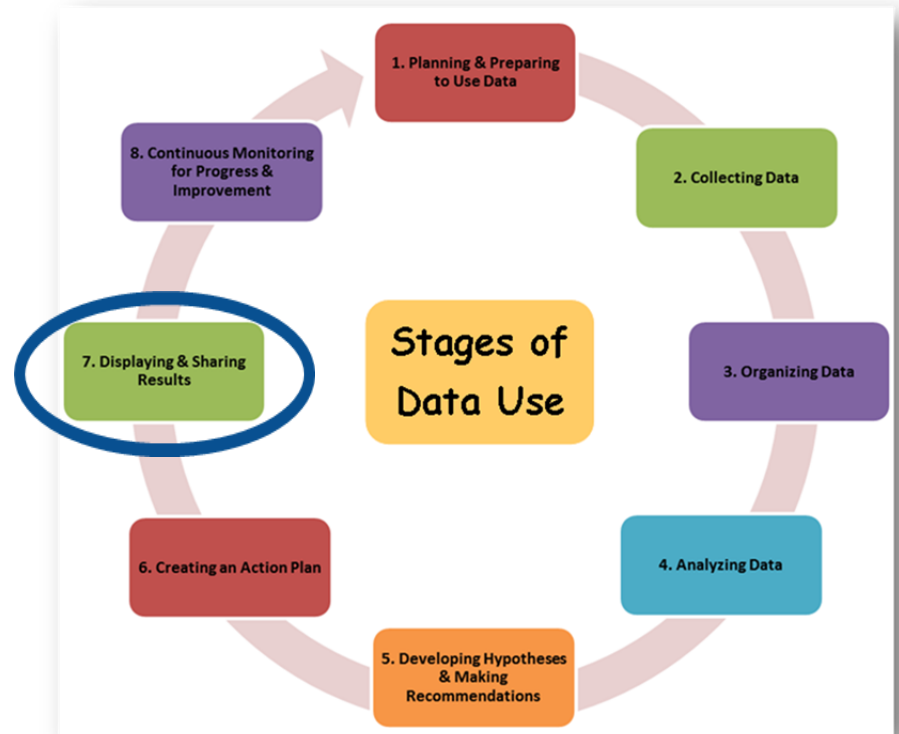 1. Planning & Preparing
to Use Data
2. Collecting Data
3. Organizing Data
4. Analyzing Data
5. Developing Hypotheses
& Making
Recommendations
6. Creating an Action Plan
7. Displaying & Sharing
Results
8. Continuous Monitoring
for Progress &
Improvement
Stages of
Data Use